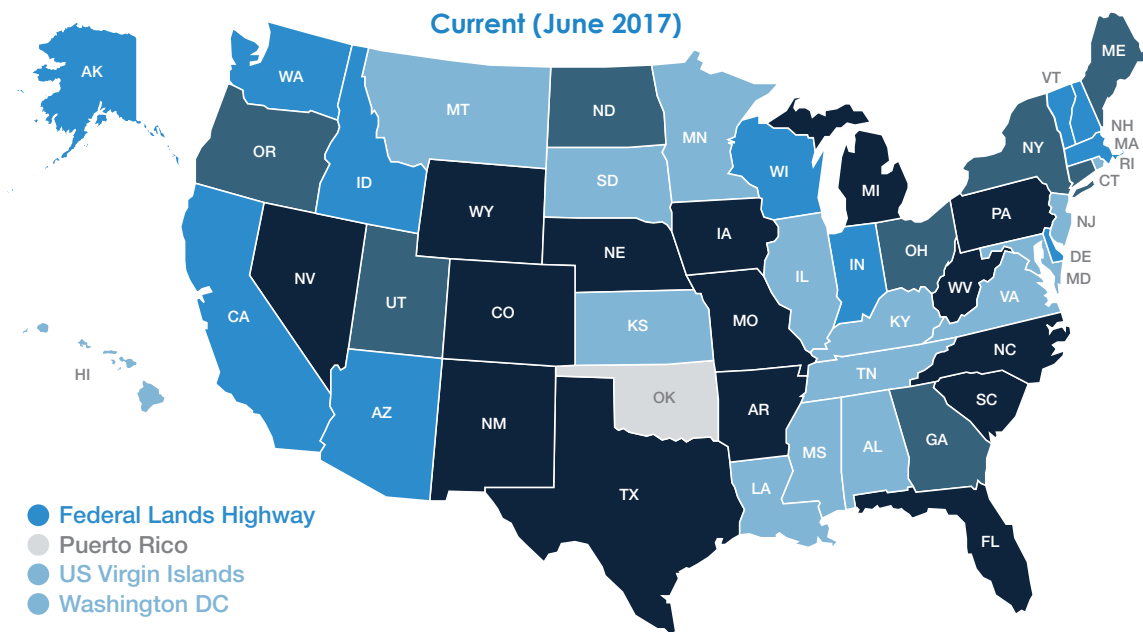 Current (June 2017)
AK
WA
MT
ND
MN
VT
ME
NH
MA
RI
CT
NY
OR
ID
SD
WI
MI
WY
PA
NJ
IA
NE
OH
DE
MD
IN
IL
WV
VA
NV
UT
CO
CA
KS
MO
KY
NC
HI
TN
OK
AZ
NM
AR
SC
GA
MS
AL
LA
TX
FL
Federal Lands Highway
Puerto Rico
US Virgin Islands
Washington DC